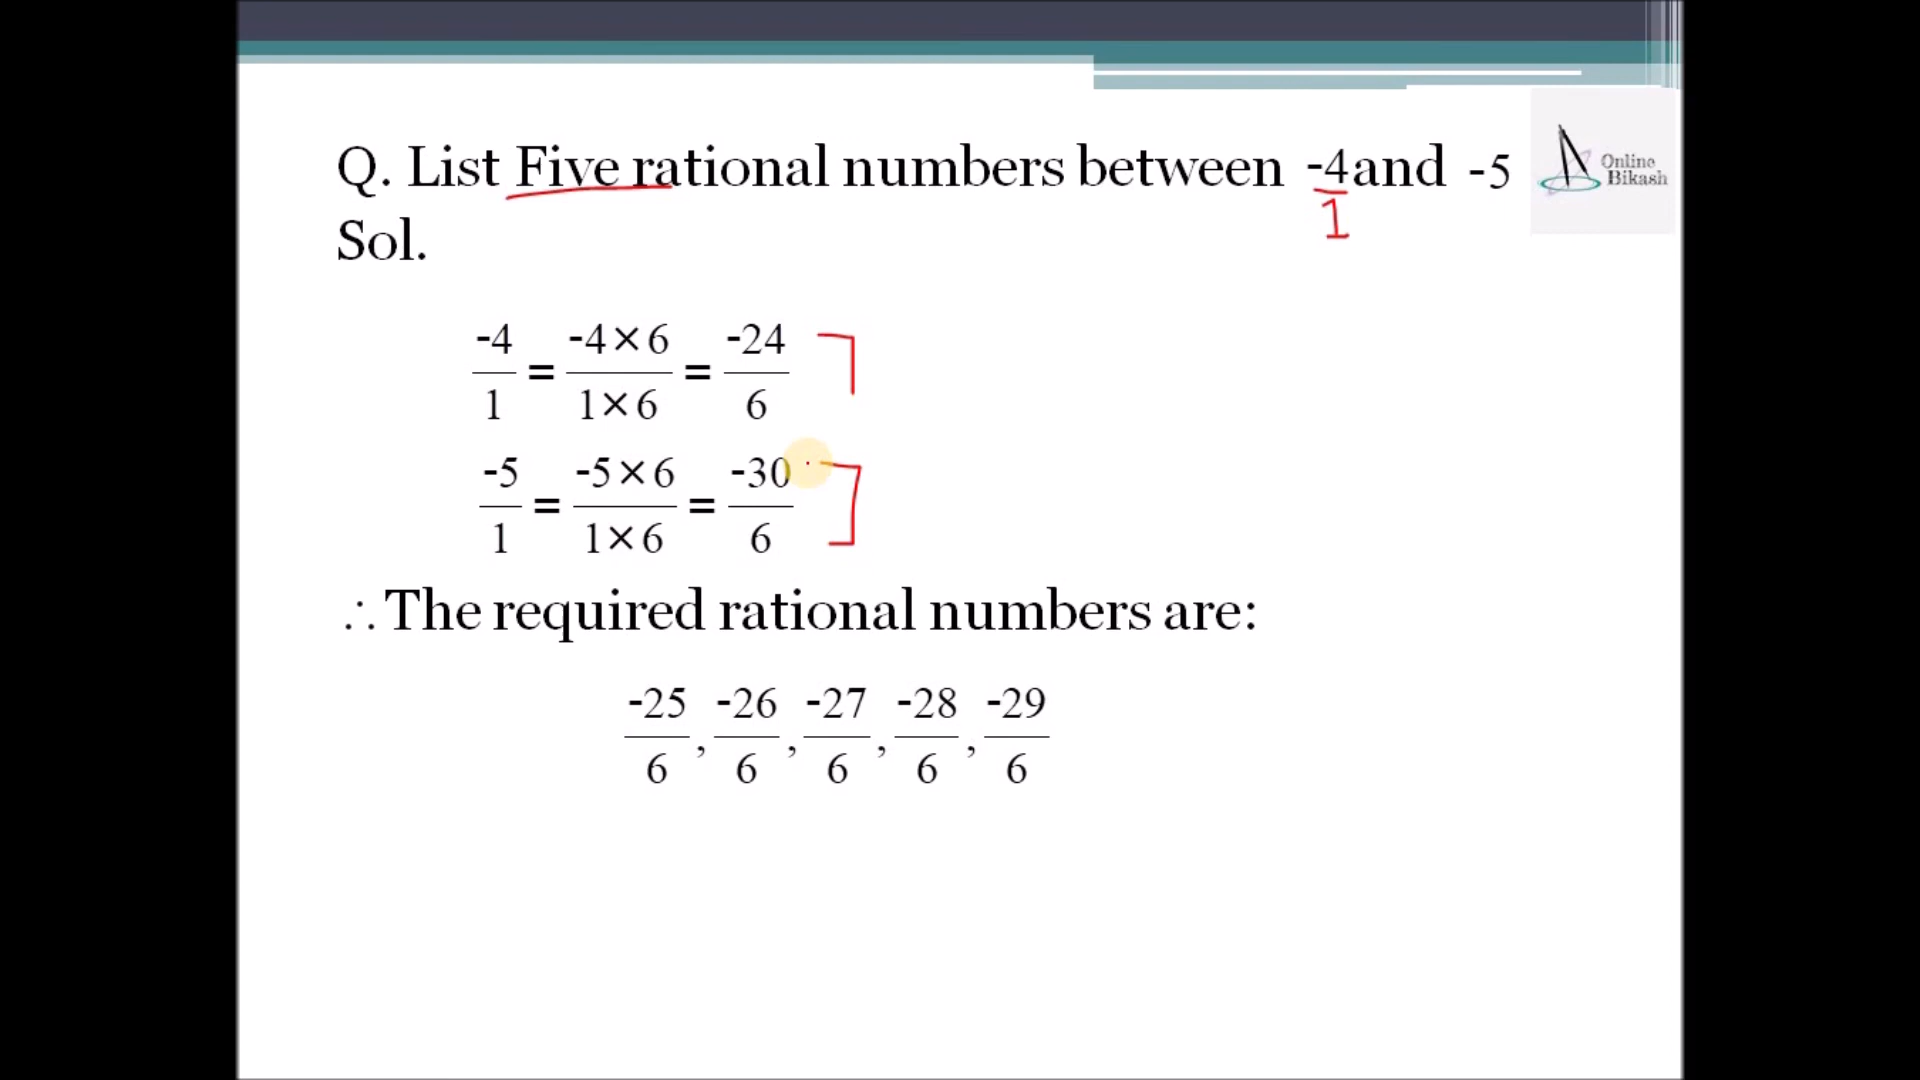 Q. List Five rational numbers between -4 and -5
1
Online
Bikash
Sol.
-4/1 = -4×6/1×6 = -24/6
-5/1 = -5×6/1×6 = -30/6
∴ The required rational numbers are:
-25/6, -26/6, -27/6, -28/6, -29/6